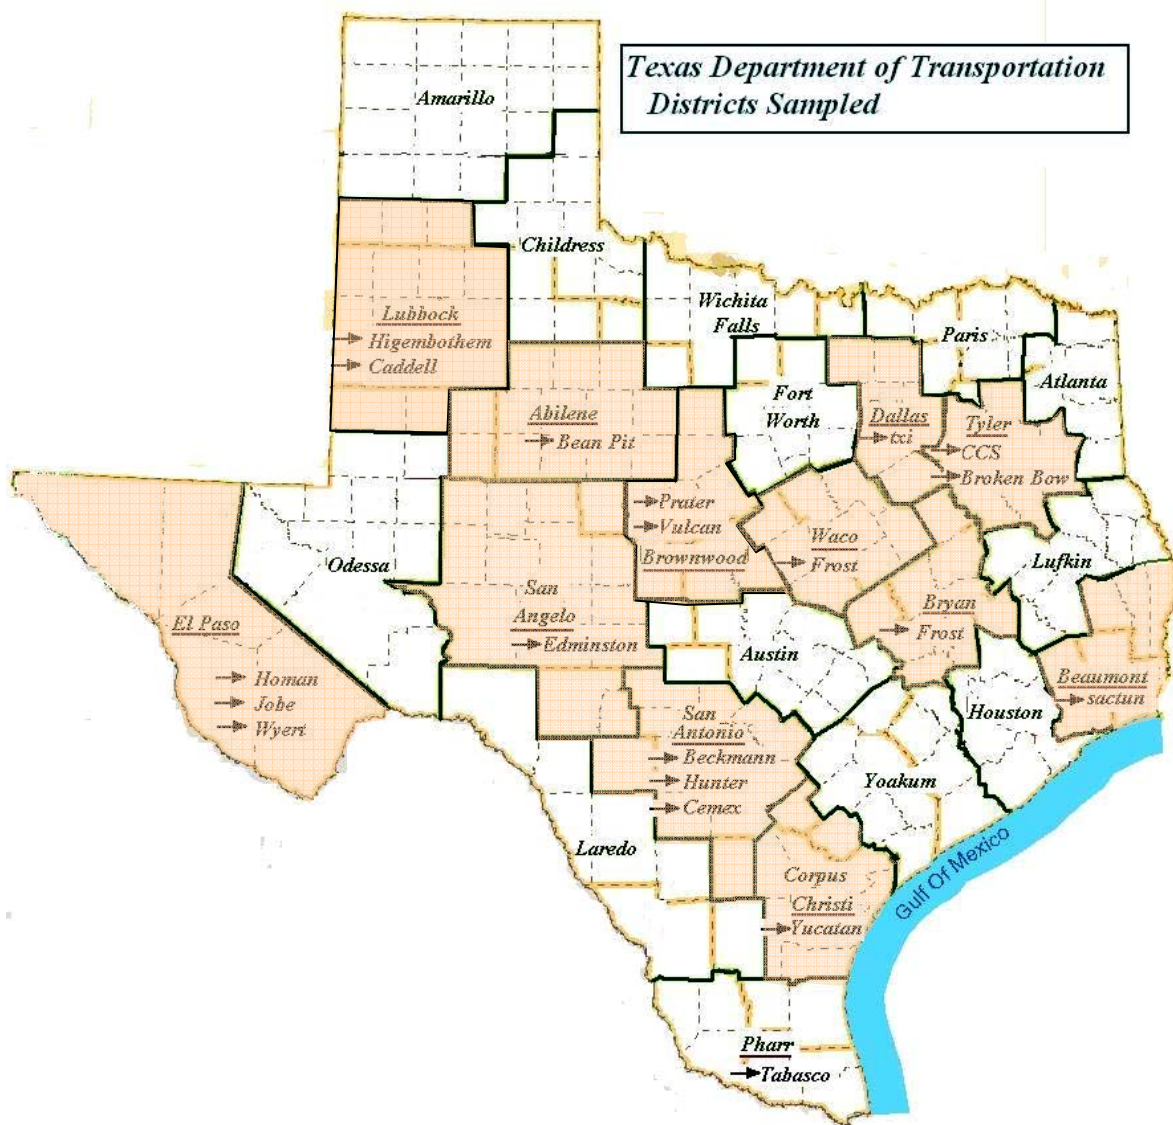 Texas Department of Transportation
Districts Sampled
Amarillo
Childress
Wichita
Falls
Lubbock
Higembothem
Caddell
Paris
Atlanta
Fort
Worth
Abilene
Bean Pit
Dallas
txi
Tyler
CCS
Broken Bow
Prater
Vulcan
Brownwood
Waco
Frost
Odessa
Lufkin
San
Angelo
Edminston
Bryan
Frost
El Paso
Homan
Jobe
Wyert
Austin
Beaumont
sactun
Houston
San
Antonio
Beckmann
Hunter
Cemex
Yoakum
Laredo
Corpus
Christi
Yucatan
Gulf Of Mexico
Pharr
Tabasco